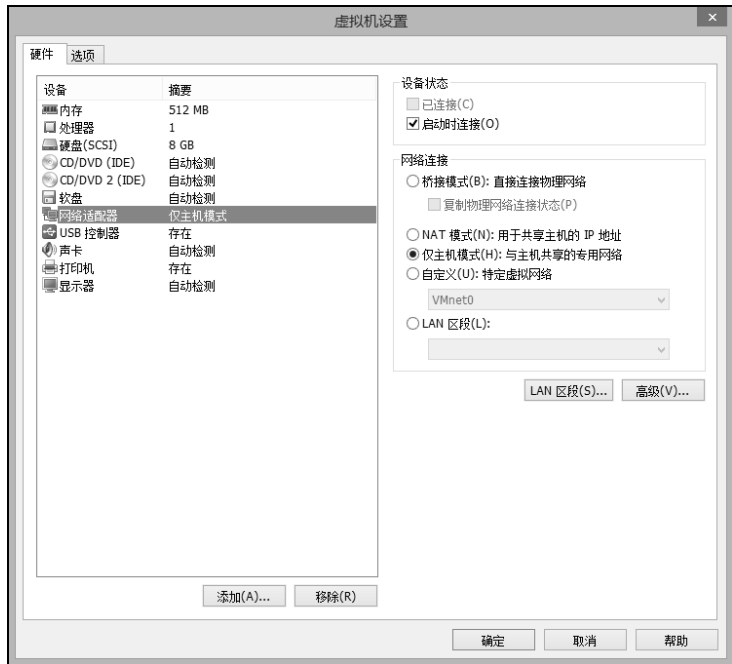 虚拟机设置
硬件 选项
设备 摘要
内存 512 MB
处理器 1
硬盘(SCSI) 8 GB
CD/DVD (IDE) 自动检测
CD/DVD 2 (IDE) 自动检测
软盘 自动检测
网络适配器 仅主机模式
USB 控制器 存在
声卡 自动检测
打印机 存在
显示器 自动检测
添加(A)... 移除(R)
设备状态
已连接(C)
启动时连接(O)
网络连接
桥接模式(B): 直接连接物理网络
复制物理网络连接状态(P)
NAT 模式(N): 用于共享主机的 IP 地址
仅主机模式(H): 与主机共享的专用网络
自定义(U): 特定虚拟网络
VMnet0
LAN 区段(L):
LAN 区段(S)... 高级(V)...
确定 取消 帮助